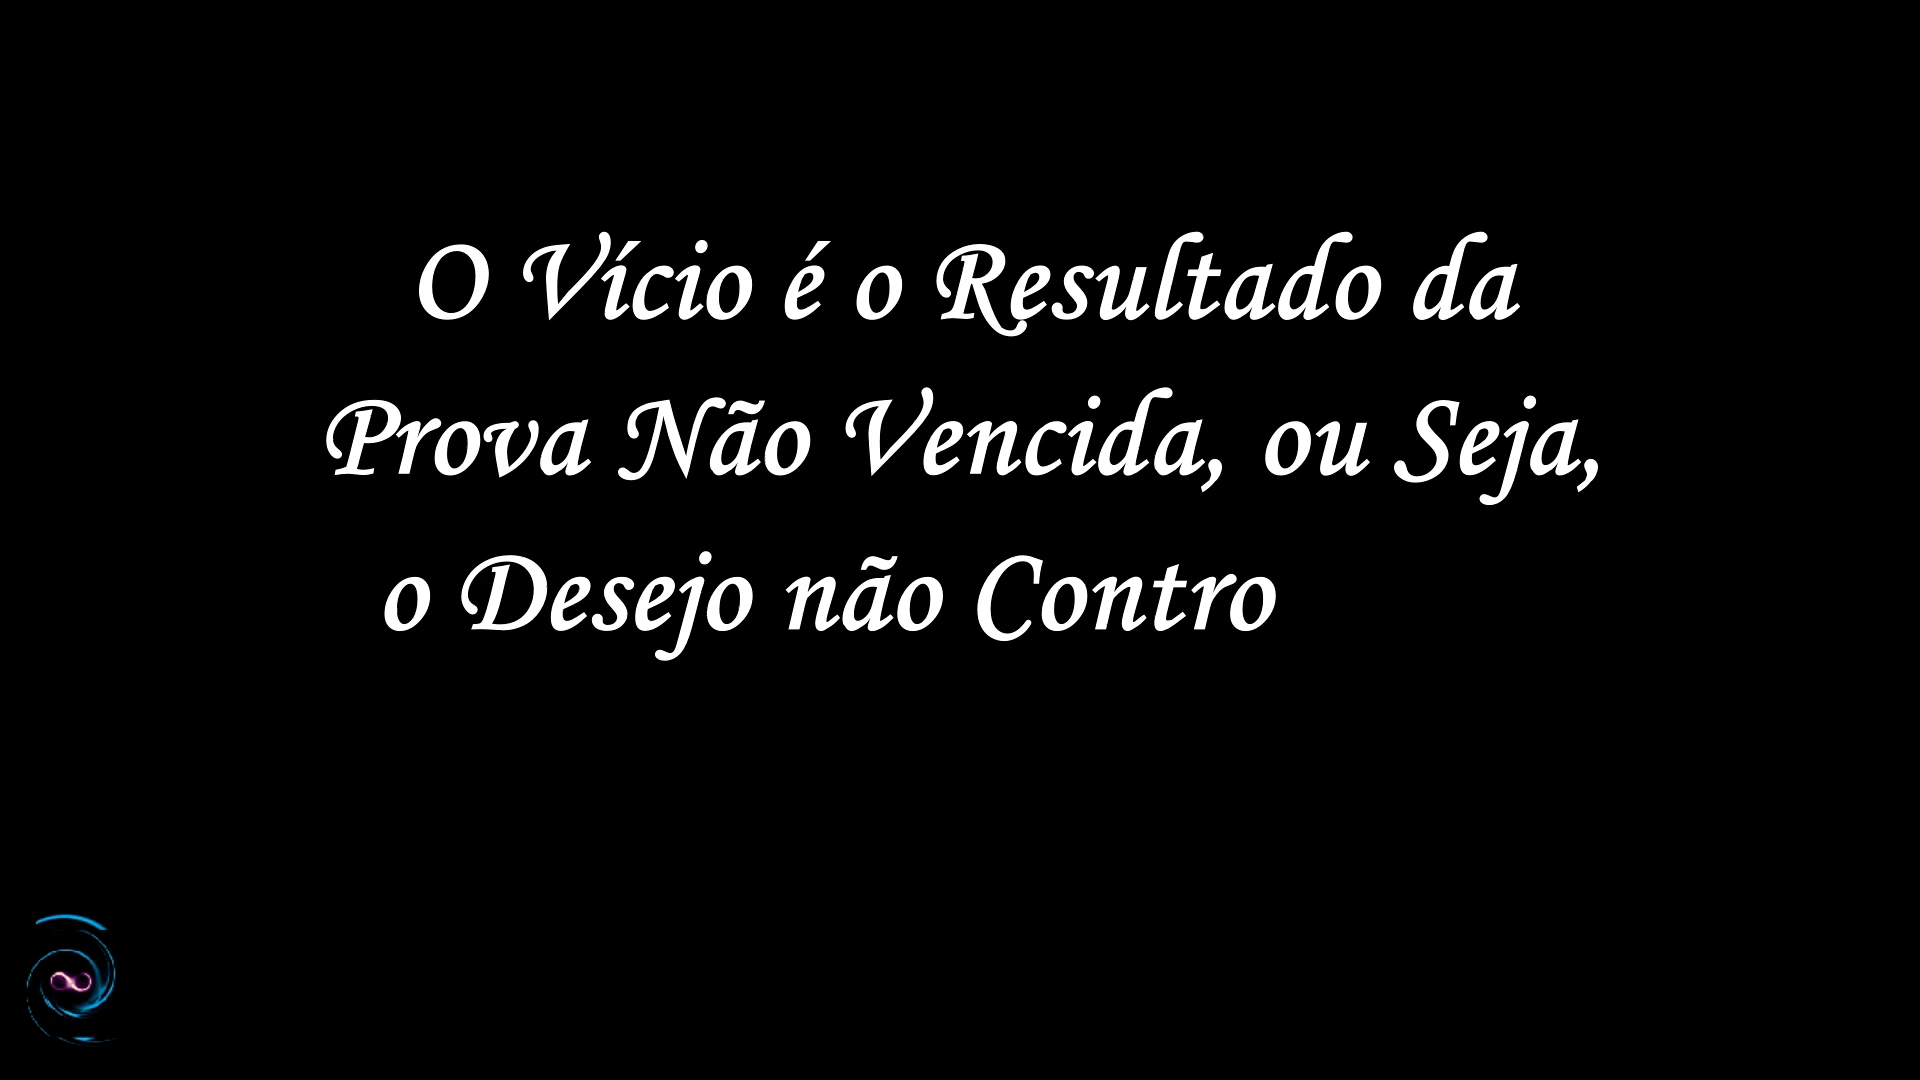 O Vício é o Resultado da
Prova Não Vencida, ou Seja,
o Desejo não Contro